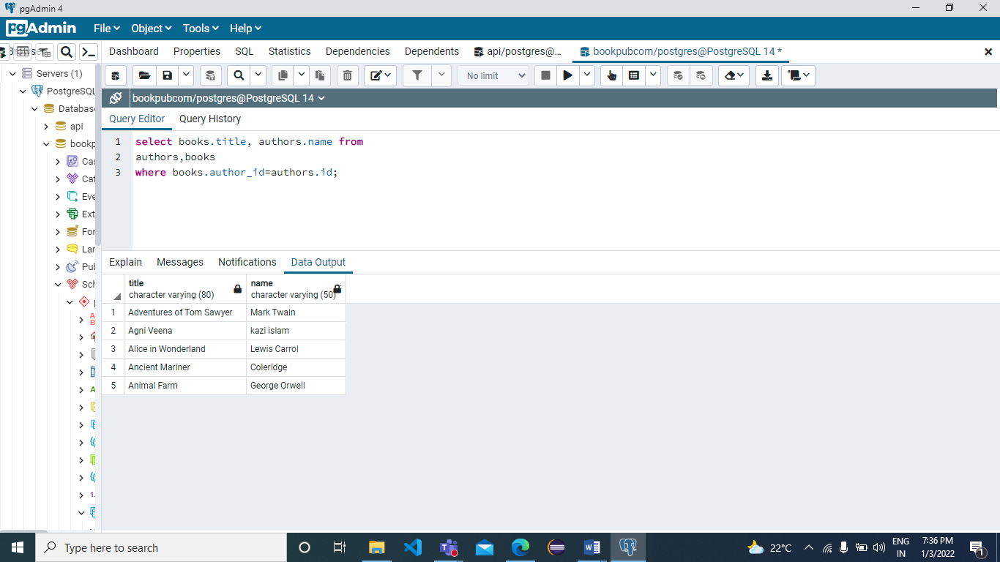 pgAdmin 4
pgAdmin File Object Tools Help
Dashboard Properties SQL Statistics Dependencies Dependents api/postgres@... bookpubcom/postgres@PostgreSQL 14 *
Servers (1)
PostgreSQL
Databas
api
bookp
Cas
Cat
Eve
Ext
For
Lan
Pub
Sch
No limit
bookpubcom/postgres@PostgreSQL 14
Query Editor Query History
1 select books.title, authors.name from
2 authors,books
3 where books.author_id=authors.id;
Explain Messages Notifications Data Output
title name
character varying (80) character varying (50)
1 Adventures of Tom Sawyer Mark Twain
2 Agni Veena kazi islam
3 Alice in Wonderland Lewis Carrol
4 Ancient Mariner Coleridge
5 Animal Farm George Orwell
Type here to search
22°C
ENG
IN
7:36 PM
1/3/2022
1